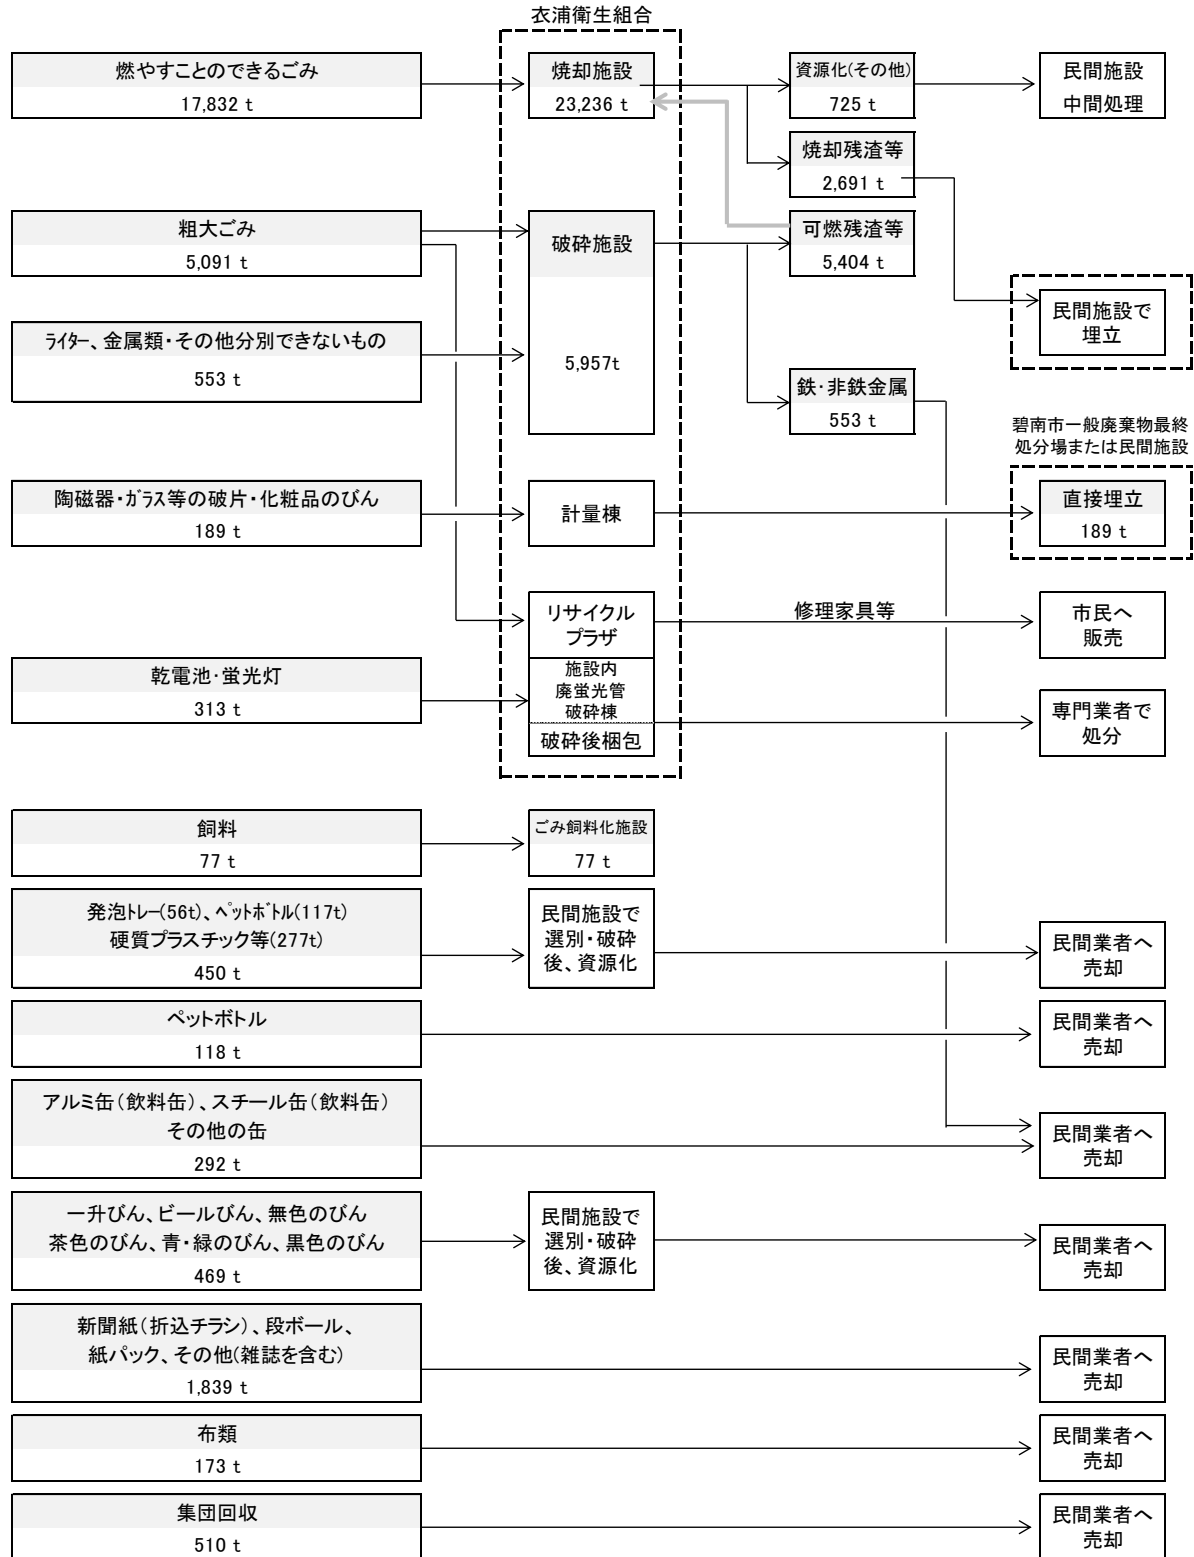 衣浦衛生組合
燃やすことのできるごみ
17,832 t
焼却施設
23,236 t
資源化(その他)
725 t
民間施設
中間処理
焼却残渣等
2,691 t
粗大ごみ
5,091 t
破砕施設
5,957t
可燃残渣等
5,404 t
民間施設で
埋立
ﾗｲﾀｰ、金属類・その他分別できないもの
553 t
鉄・非鉄金属
553 t
碧南市一般廃棄物最終
処分場または民間施設
陶磁器・ｶﾞﾗｽ等の破片・化粧品のびん
189 t
計量棟
直接埋立
189 t
リサイクル
プラザ
修理家具等
市民へ
販売
乾電池・蛍光灯
313 t
施設内
廃蛍光管
破砕棟
破砕後梱包
専門業者で
処分
飼料
77 t
ごみ飼料化施設
77 t
発泡ﾄﾚｰ(56t)、ﾍﾟｯﾄﾎﾞﾄﾙ(117t)
硬質プラスチック等(277t)
450 t
民間施設で
選別・破砕
後、資源化
民間業者へ
売却
ペットボトル
118 t
民間業者へ
売却
アルミ缶(飲料缶)、スチール缶(飲料缶)
その他の缶
292 t
民間業者へ
売却
一升びん、ビールびん、無色のびん
茶色のびん、青・緑のびん、黒色のびん
469 t
民間施設で
選別・破砕
後、資源化
民間業者へ
売却
新聞紙(折込チラシ)、段ボール、
紙パック、その他(雑誌を含む)
1,839 t
民間業者へ
売却
布類
173 t
民間業者へ
売却
集団回収
510 t
民間業者へ
売却